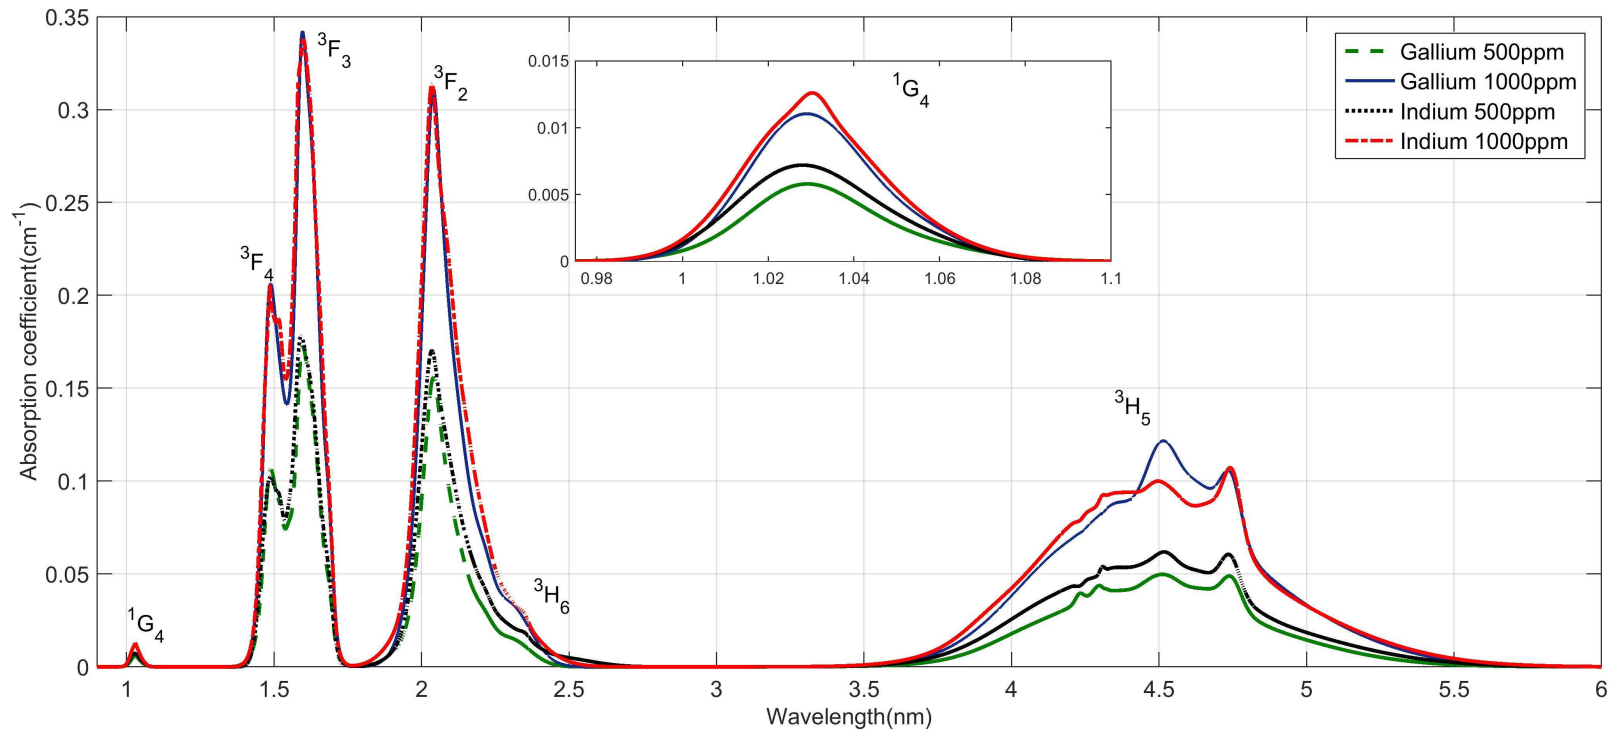 0.35
0.3
0.25
0.2
0.15
0.1
0.05
0
Absorption coefficient(cm⁻¹)
1
1.5
2
2.5
3
3.5
4
4.5
5
5.5
6
Wavelength(nm)
¹G₄
³F₄
³F₃
³F₂
³H₆
³H₅
0.015
0.01
0.005
0
0.98
1
1.02
1.04
1.06
1.08
1.1
¹G₄
Gallium 500ppm
Gallium 1000ppm
Indium 500ppm
Indium 1000ppm